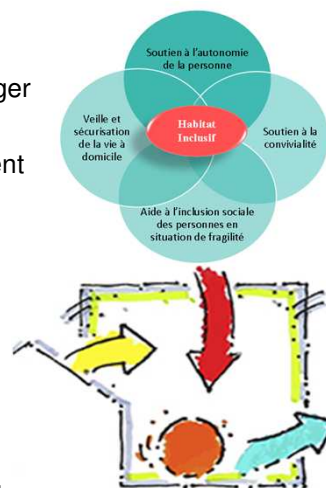 ger
ent
Soutien à l'autonomie
de la personne
Veille et
sécurisation
de la vie à
domicile
Habitat
Inclusif
Soutien à la
convivialité
Aide à l'inclusion sociale
des personnes en
situation de fragilité